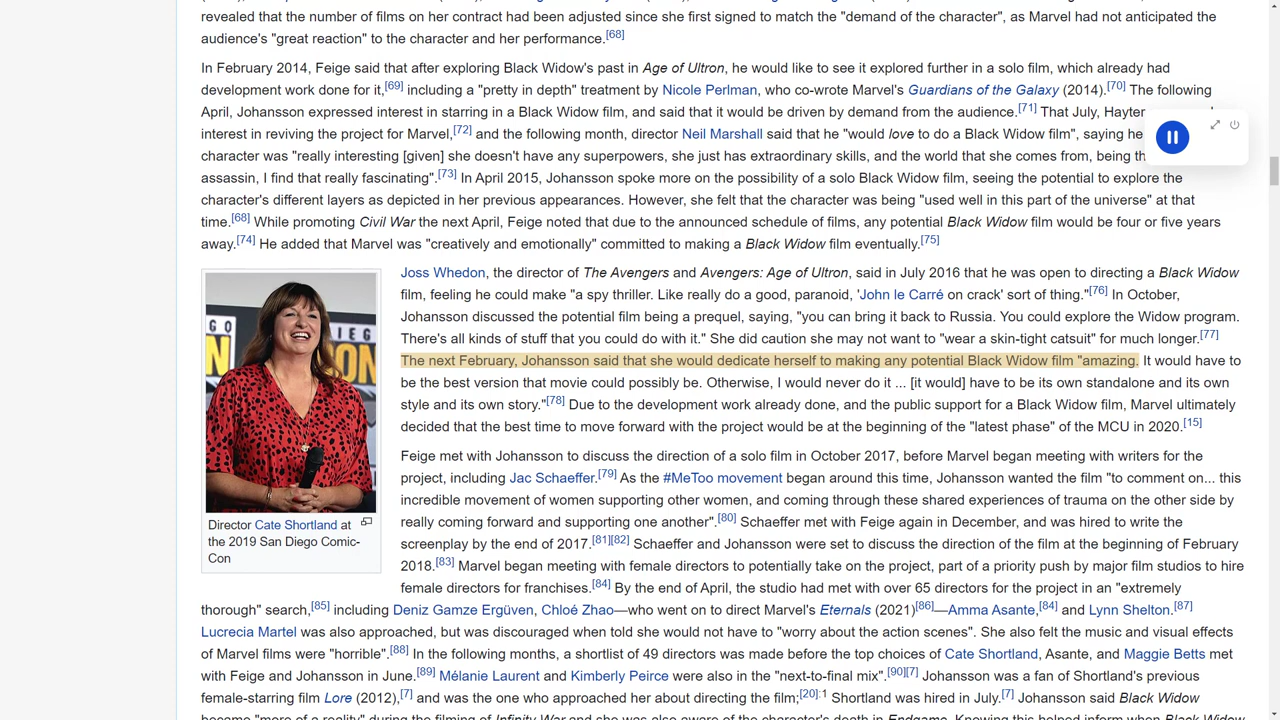 revealed that the number of films on her contract had been adjusted since she first signed to match the "demand of the character", as Marvel had not anticipated the
audience's "great reaction" to the character and her performance.[68]
In February 2014, Feige said that after exploring Black Widow's past in Age of Ultron, he would like to see it explored further in a solo film, which already had
development work done for it,[69] including a "pretty in depth" treatment by Nicole Perlman, who co-wrote Marvel's Guardians of the Galaxy (2014).[70] The following
April, Johansson expressed interest in starring in a Black Widow film, and said that it would be driven by demand from the audience.[71] That July, Hayter
interest in reviving the project for Marvel,[72] and the following month, director Neil Marshall said that he "would love to do a Black Widow film", saying he
character was "really interesting [given] she doesn't have any superpowers, she just has extraordinary skills, and the world that she comes from, being
assassin, I find that really fascinating".[73] In April 2015, Johansson spoke more on the possibility of a solo Black Widow film, seeing the potential to explore the
character's different layers as depicted in her previous appearances. However, she felt that the character was being "used well in this part of the universe" at that
time.[68] While promoting Civil War the next April, Feige noted that due to the announced schedule of films, any potential Black Widow film would be four or five years
away.[74] He added that Marvel was "creatively and emotionally" committed to making a Black Widow film eventually.[75]
Joss Whedon, the director of The Avengers and Avengers: Age of Ultron, said in July 2016 that he was open to directing a Black Widow
film, feeling he could make "a spy thriller. Like really do a good, paranoid, 'John le Carré on crack' sort of thing."[76] In October,
Johansson discussed the potential film being a prequel, saying, "you can bring it back to Russia. You could explore the Widow program.
There's all kinds of stuff that you could do with it." She did caution she may not want to "wear a skin-tight catsuit" for much longer.[77]
The next February, Johansson said that she would dedicate herself to making any potential Black Widow film "amazing. It would have to
be the best version that movie could possibly be. Otherwise, I would never do it ... [it would] have to be its own standalone and its own
style and its own story."[78] Due to the development work already done, and the public support for a Black Widow film, Marvel ultimately
decided that the best time to move forward with the project would be at the beginning of the "latest phase" of the MCU in 2020.[15]
Director Cate Shortland at
the 2019 San Diego Comic-
Con
Feige met with Johansson to discuss the direction of a solo film in October 2017, before Marvel began meeting with writers for the
project, including Jac Schaeffer.[79] As the #MeToo movement began around this time, Johansson wanted the film "to comment on... this
incredible movement of women supporting other women, and coming through these shared experiences of trauma on the other side by
really coming forward and supporting one another".[80] Schaeffer met with Feige again in December, and was hired to write the
screenplay by the end of 2017.[81][82] Schaeffer and Johansson were set to discuss the direction of the film at the beginning of February
2018.[83] Marvel began meeting with female directors to potentially take on the project, part of a priority push by major film studios to hire
female directors for franchises.[84] By the end of April, the studio had met with over 65 directors for the project in an "extremely
thorough" search,[85] including Deniz Gamze Ergüven, Chloé Zhao—who went on to direct Marvel's Eternals (2021)[86]—Amma Asante,[84] and Lynn Shelton.[87]
Lucrecia Martel was also approached, but was discouraged when told she would not have to "worry about the action scenes". She also felt the music and visual effects
of Marvel films were "horrible".[88] In the following months, a shortlist of 49 directors was made before the top choices of Cate Shortland, Asante, and Maggie Betts met
with Feige and Johansson in June.[89] Mélanie Laurent and Kimberly Peirce were also in the "next-to-final mix".[90][7] Johansson was a fan of Shortland's previous
female-starring film Lore (2012),[7] and was the one who approached her about directing the film;[20]:1 Shortland was hired in July.[7] Johansson said Black Widow
became "more of a reality" during the filming of Infinity War and she was also aware of the character's death in Endgame. Knowing this helped inform when Black Widow